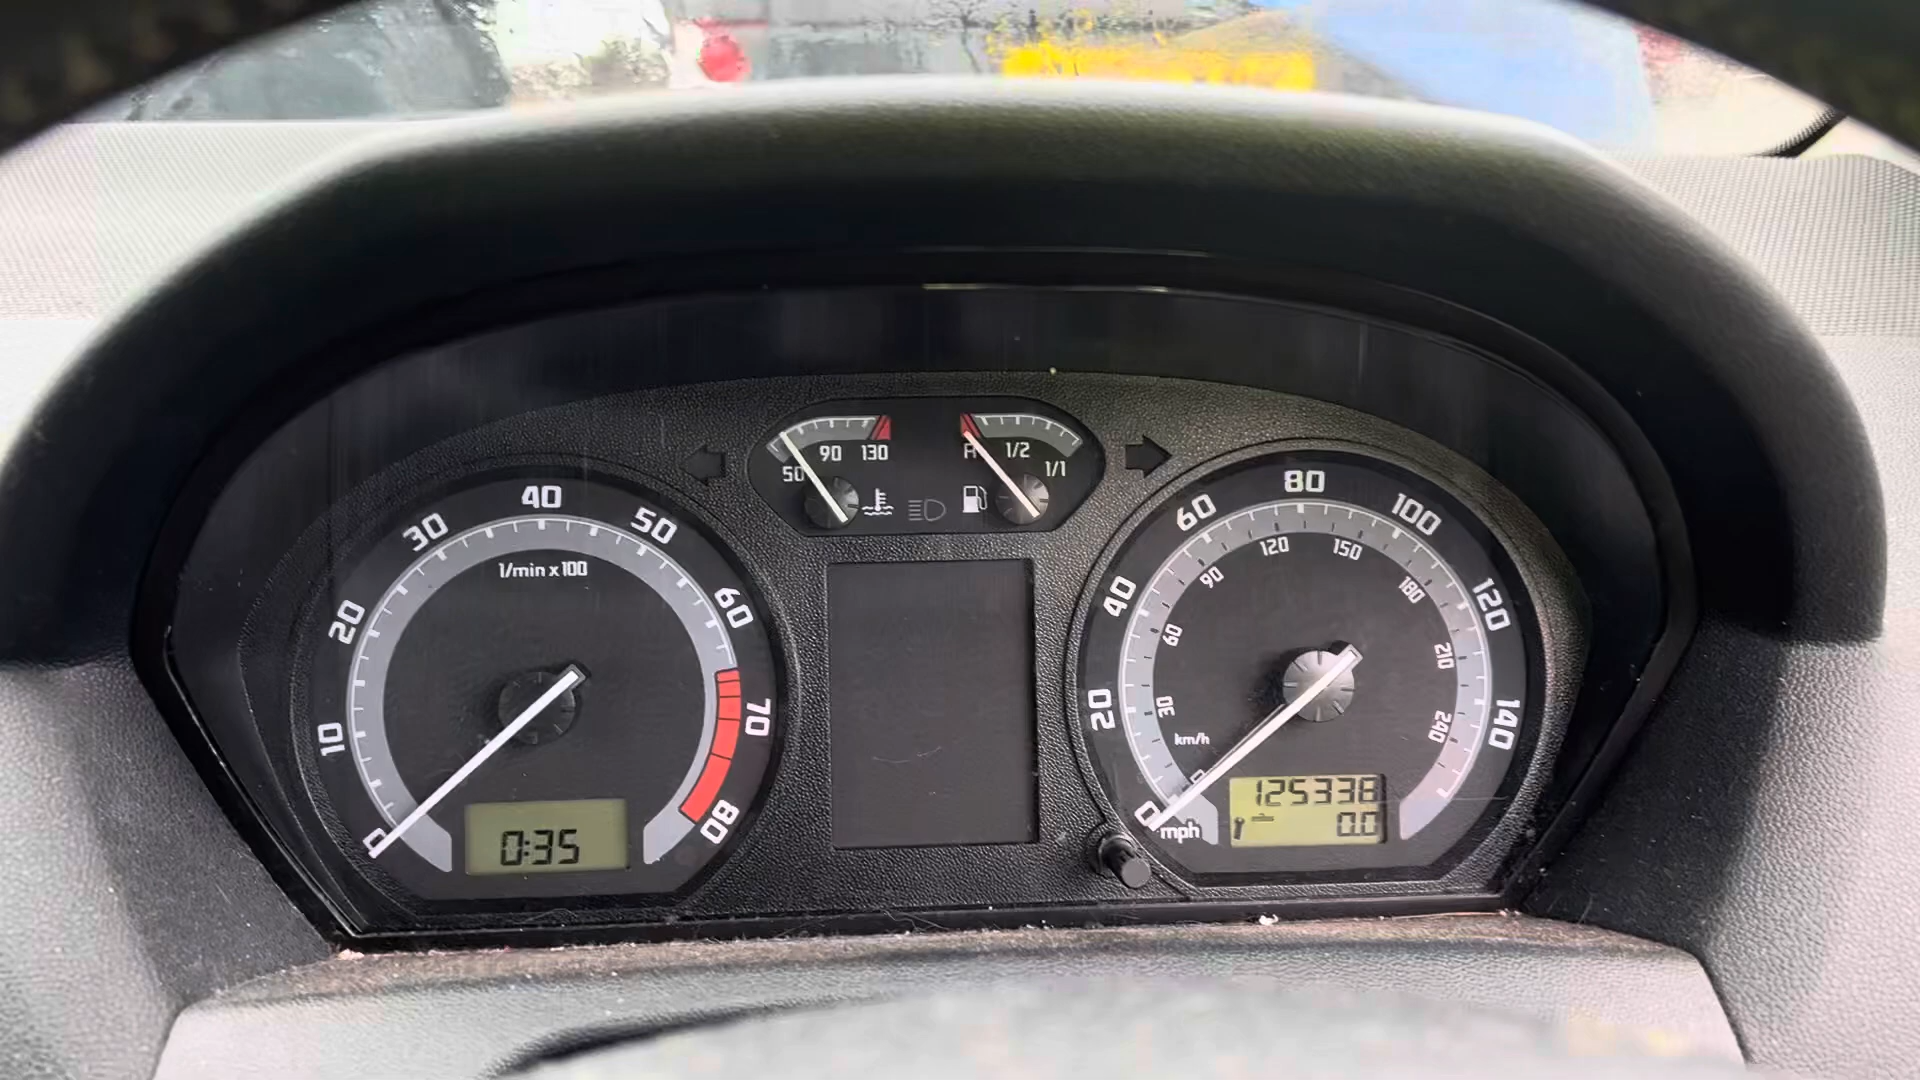 50 90 130
R 1/2 1/1
0 10 20 30 40 50 60 70 80
1/min x 100
0:35
0 20 40 60 80 100 120 140
0 30 60 90 120 150 180 210 240
km/h
mph
125338
0.0